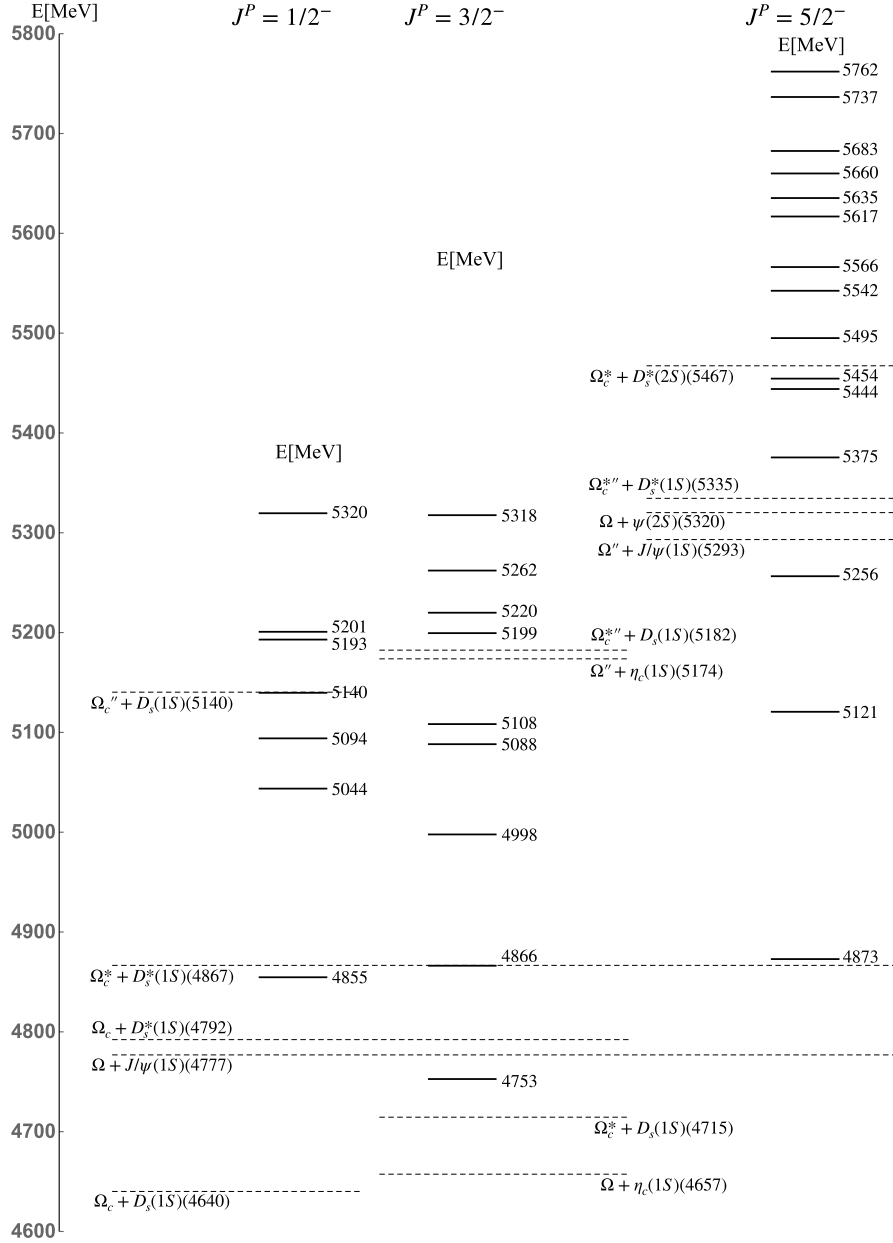 E[MeV]
J^P = 1/2^-
J^P = 3/2^-
J^P = 5/2^-
5800
5700
5600
5500
5400
5300
5200
5100
5000
4900
4800
4700
4600
E[MeV]
5320
5201
5193
5140
5094
5044
4855
Ω_c'' + D_s(1S)(5140)
Ω_c^* + D_s^*(1S)(4867)
Ω_c + D_s^*(1S)(4792)
Ω + J/ψ(1S)(4777)
Ω_c + D_s(1S)(4640)
E[MeV]
5318
5262
5220
5199
5108
5088
4998
4866
4753
Ω_c^* + D_s^*(2S)(5467)
Ω_c^*'' + D_s^*(1S)(5335)
Ω + ψ(2S)(5320)
Ω'' + J/ψ(1S)(5293)
Ω_c^*'' + D_s(1S)(5182)
Ω'' + η_c(1S)(5174)
Ω_c^* + D_s(1S)(4715)
Ω + η_c(1S)(4657)
E[MeV]
5762
5737
5683
5660
5635
5617
5566
5542
5495
5454
5444
5375
5256
5121
4873